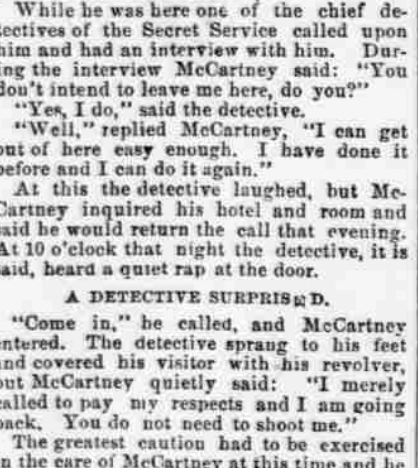 While he was here one of the chief de-
tectives of the Secret Service called upon
him and had an interview with him. Dur-
ing the interview McCartney said: "You
don't intend to leave me here, do you?"
"Yes, I do," said the detective.
"Well," replied McCartney, "I can get
out of here easy enough. I have done it
before and I can do it again."
At this the detective laughed, but Mc-
Cartney inquired his hotel and room and
said he would return the call that evening.
At 10 o'clock that night the detective, it is
said, heard a quiet rap at the door.
A DETECTIVE SURPRISED.
"Come in," he called, and McCartney
entered. The detective sprang to his feet
and covered his visitor with his revolver,
but McCartney quietly said: "I merely
called to pay my respects and I am going
back. You do not need to shoot me."
The greatest caution had to be exercised
in the care of McCartney at this time and he